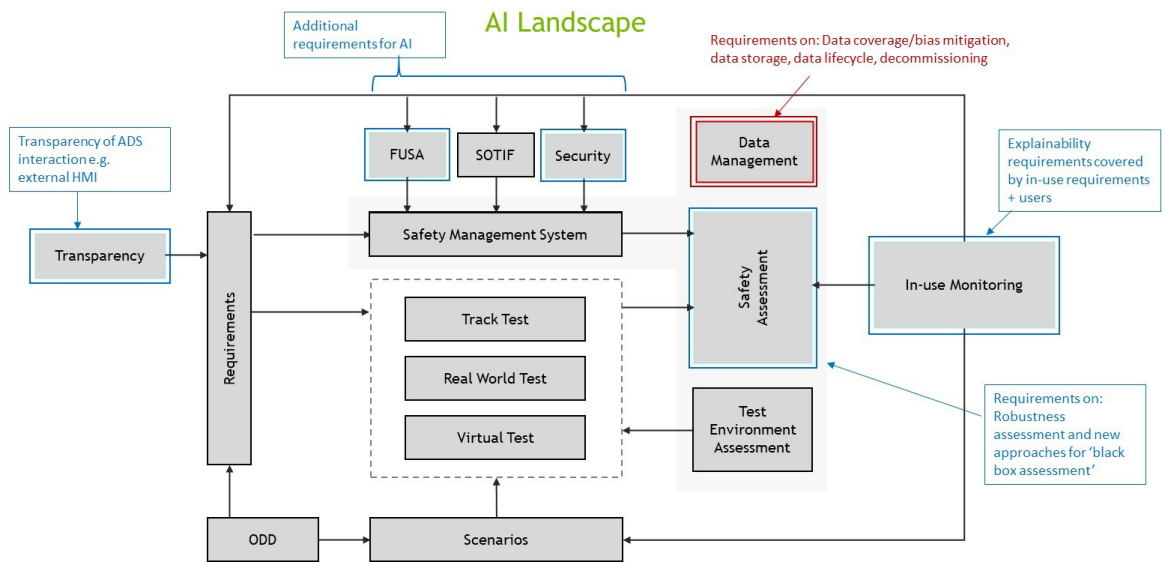 AI Landscape
Additional
requirements for AI
Requirements on: Data coverage/bias mitigation,
data storage, data lifecycle, decommissioning
Transparency of ADS
interaction e.g.
external HMI
FUSA
SOTIF
Security
Data
Management
Explainability
requirements covered
by in-use requirements
+ users
Transparency
Requirements
Safety Management System
Safety
Assessment
In-use Monitoring
Track Test
Real World Test
Virtual Test
Test
Environment
Assessment
Requirements on:
Robustness
assessment and new
approaches for ‘black
box assessment’
ODD
Scenarios